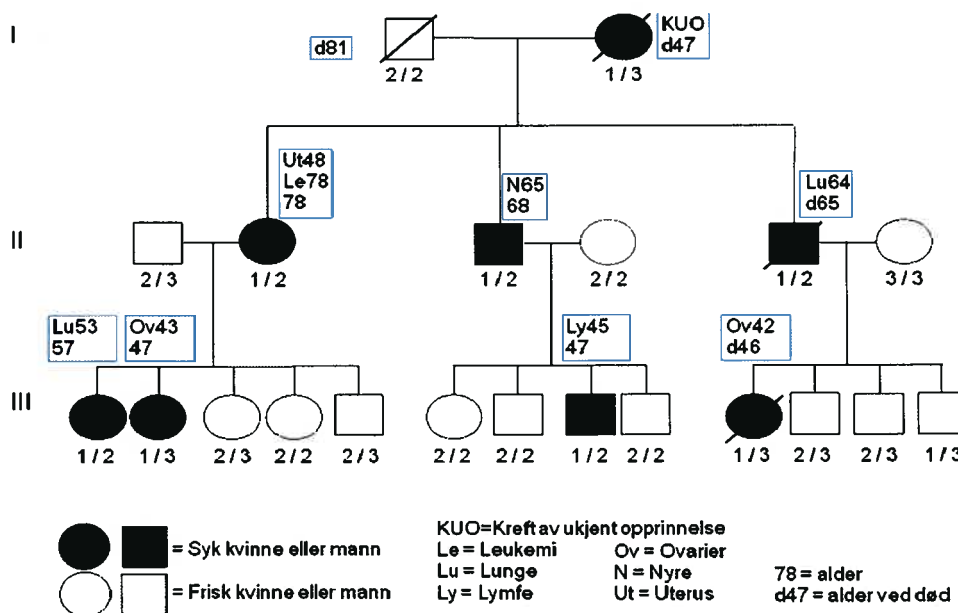 I
d81
KUO
d47
2 / 2
1 / 3
Ut48
Le78
78
N65
68
Lu64
d65
II
2 / 3
1 / 2
1 / 2
2 / 2
1 / 2
3 / 3
Lu53
57
Ov43
47
Ly45
47
Ov42
d46
III
1 / 2
1 / 3
2 / 3
2 / 2
2 / 3
2 / 2
2 / 2
1 / 2
2 / 2
1 / 3
2 / 3
2 / 3
1 / 3
= Syk kvinne eller mann
= Frisk kvinne eller mann
KUO=Kreft av ukjent opprinnelse
Le = Leukemi
Lu = Lunge
Ly = Lymfe
Ov = Ovarier
N = Nyre
Ut = Uterus
78 = alder
d47 = alder ved død